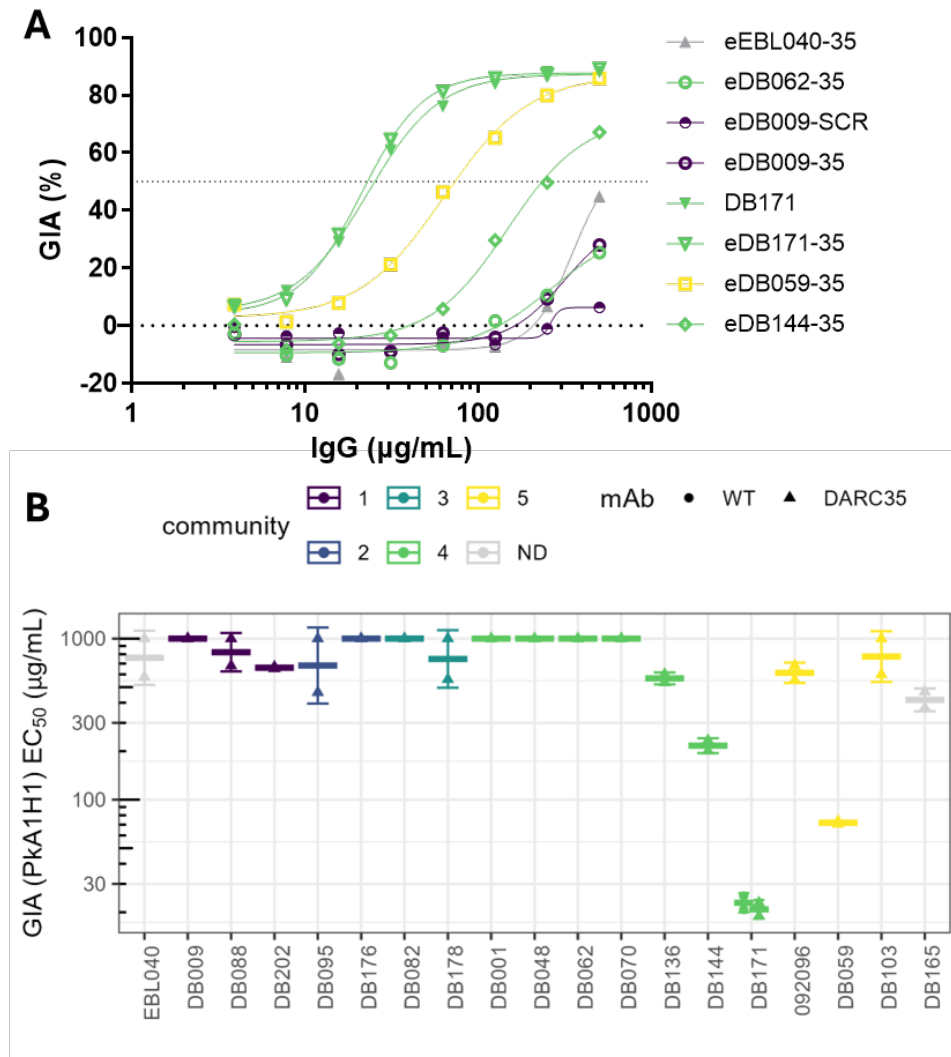 A
100
80
60
40
20
0
-20
GIA (%)
1
10
100
1000
IgG (µg/mL)
eEBL040-35
eDB062-35
eDB009-SCR
eDB009-35
DB171
eDB171-35
eDB059-35
eDB144-35
B
community
1
3
5
2
4
ND
mAb
WT
DARC35
GIA (PkA1H1) EC50 (µg/mL)
1000
300
100
30
EBL040
DB009
DB088
DB202
DB095
DB176
DB082
DB178
DB001
DB048
DB062
DB070
DB136
DB144
DB171
092096
DB059
DB103
DB165